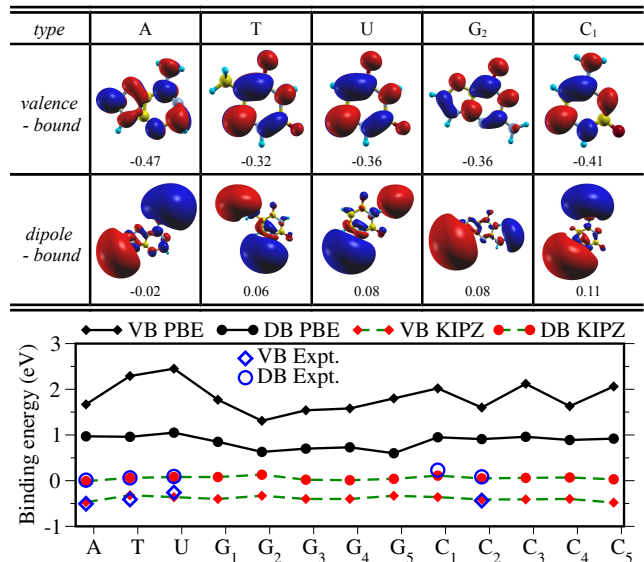 type A T U G₂ C₁
valence
- bound
-0.47 -0.32 -0.36 -0.36 -0.41
dipole
- bound
-0.02 0.06 0.08 0.08 0.11
VB PBE DB PBE VB KIPZ DB KIPZ
VB Expt.
DB Expt.
Binding energy (eV)
3
2
1
0
-1
A T U G₁ G₂ G₃ G₄ G₅ C₁ C₂ C₃ C₄ C₅